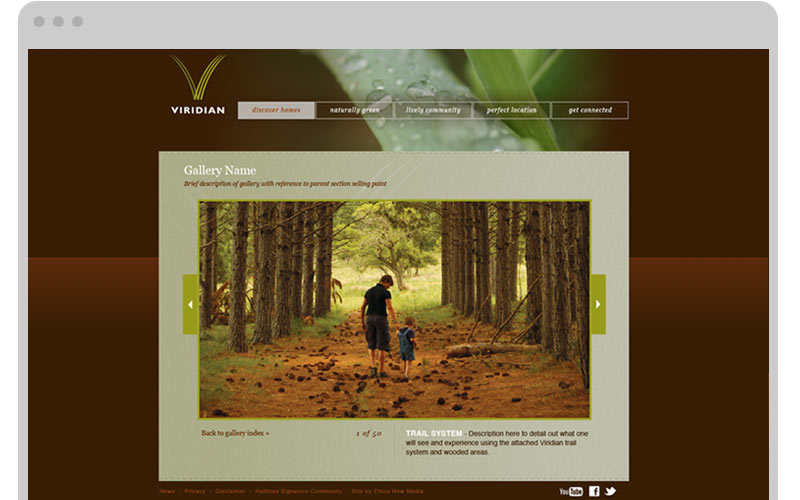 VIRIDIAN
discover homes
naturally green
lively community
perfect location
get connected
Gallery Name
Brief description of gallery with reference to parent section selling point
Back to gallery index »
1 of 50
TRAIL SYSTEM - Description here to detail out what one
will see and experience using the attached Viridian trail
system and wooded areas.
News | Privacy | Disclaimer | Huffines Signature Community | Site by Ethos New Media
YouTube